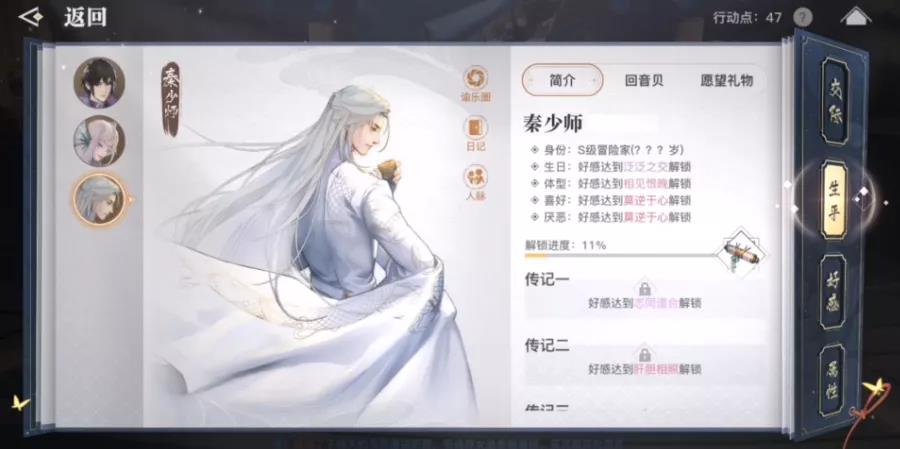 返回
行动点：47
?
秦少师
谕乐圈
日记
人脉
简介
回音贝
愿望礼物
秦少师
身份：S级冒险家(？？？岁)
生日：好感达到泛泛之交解锁
体型：好感达到相见恨晚解锁
喜好：好感达到莫逆于心解锁
厌恶：好感达到莫逆于心解锁
解锁进度：11%
传记一
好感达到志同道合解锁
传记二
好感达到肝胆相照解锁
传记三
交际
生平
好感
属性